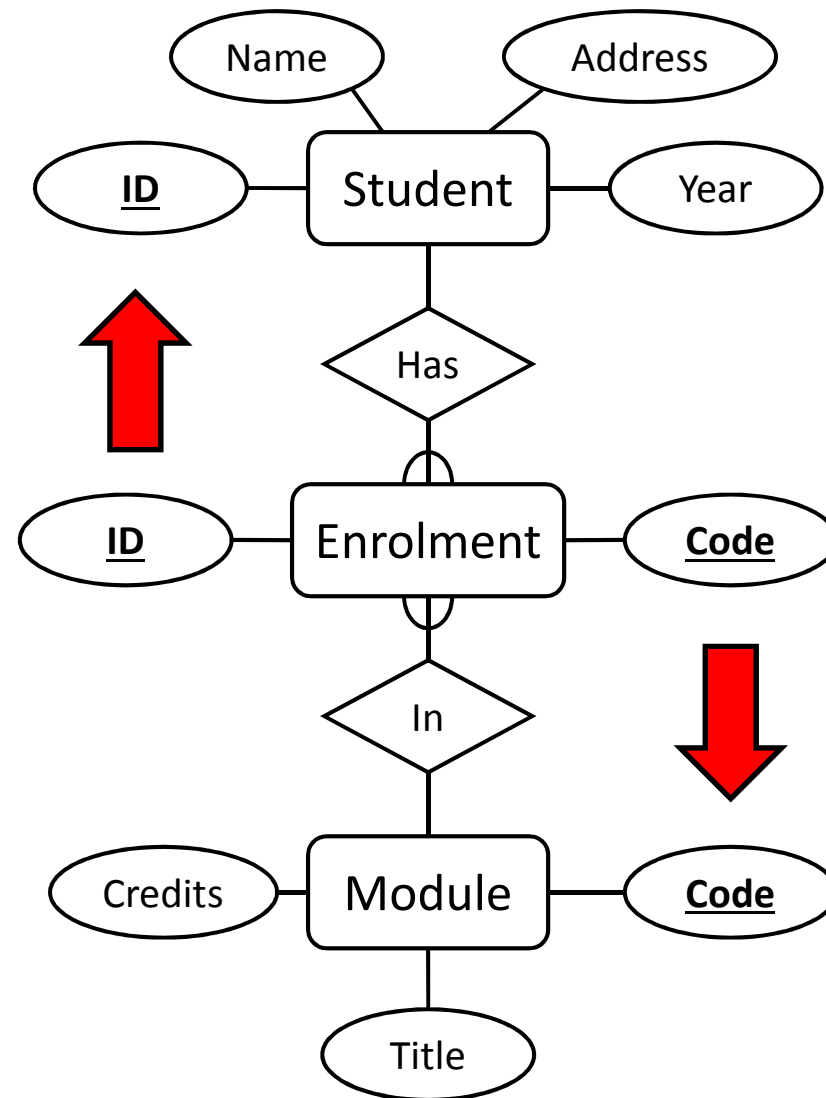 Name
Address
ID
Student
Year
Has
ID
Enrolment
Code
In
Credits
Module
Code
Title